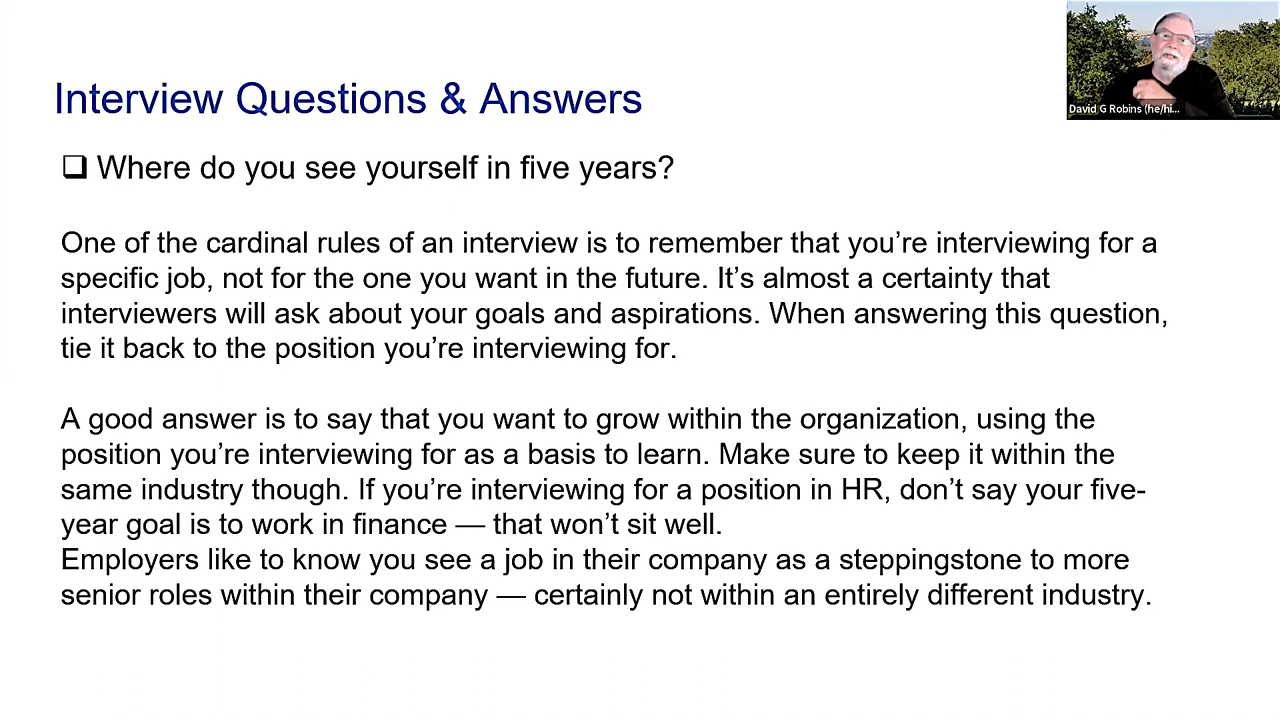 Interview Questions & Answers
❑ Where do you see yourself in five years?
One of the cardinal rules of an interview is to remember that you’re interviewing for a
specific job, not for the one you want in the future. It’s almost a certainty that
interviewers will ask about your goals and aspirations. When answering this question,
tie it back to the position you’re interviewing for.
A good answer is to say that you want to grow within the organization, using the
position you’re interviewing for as a basis to learn. Make sure to keep it within the
same industry though. If you’re interviewing for a position in HR, don’t say your five-
year goal is to work in finance — that won’t sit well.
Employers like to know you see a job in their company as a steppingstone to more
senior roles within their company — certainly not within an entirely different industry.
David G Robins (he/hi...